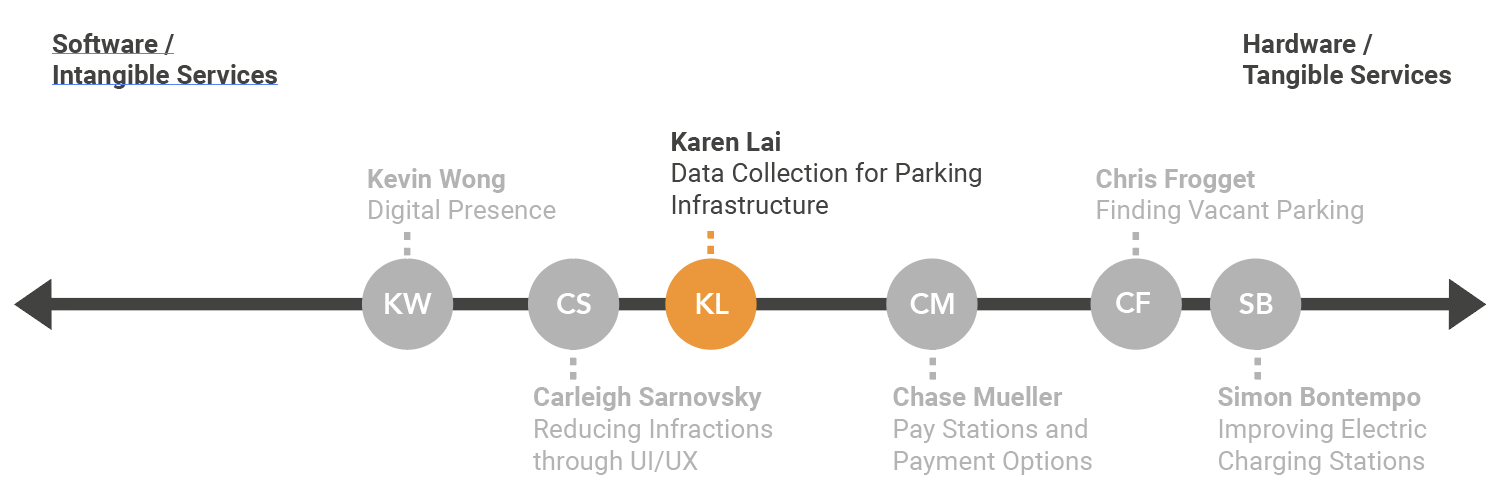 Software /
Intangible Services
Hardware /
Tangible Services
Karen Lai
Data Collection for Parking
Infrastructure
Kevin Wong
Digital Presence
Chris Frogget
Finding Vacant Parking
KW
CS
KL
CM
CF
SB
Carleigh Sarnovsky
Reducing Infractions
through UI/UX
Chase Mueller
Pay Stations and
Payment Options
Simon Bontempo
Improving Electric
Charging Stations